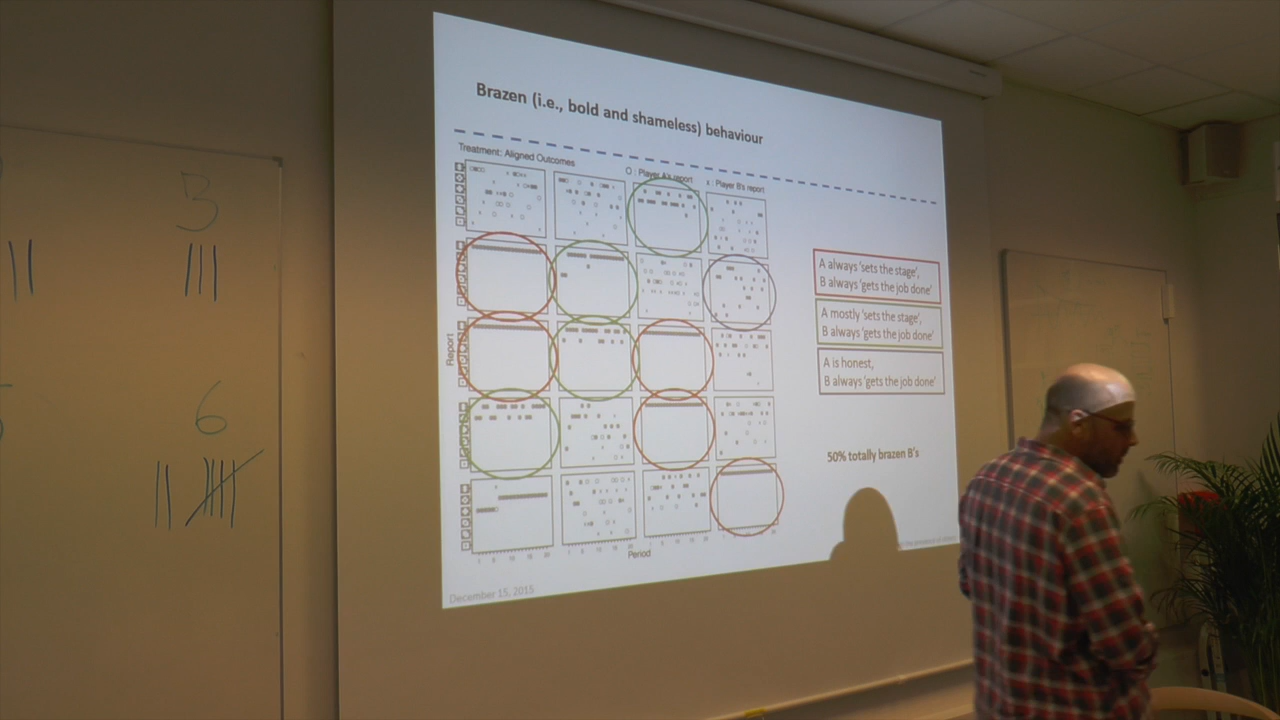 Brazen (i.e., bold and shameless) behaviour
Treatment: Aligned Outcomes
O : Player A's report
x : Player B's report
A always 'sets the stage',
B always 'gets the job done'
A mostly 'sets the stage',
B always 'gets the job done'
A is honest,
B always 'gets the job done'
50% totally brazen B's
Report
Period
December 15, 2015
3
6